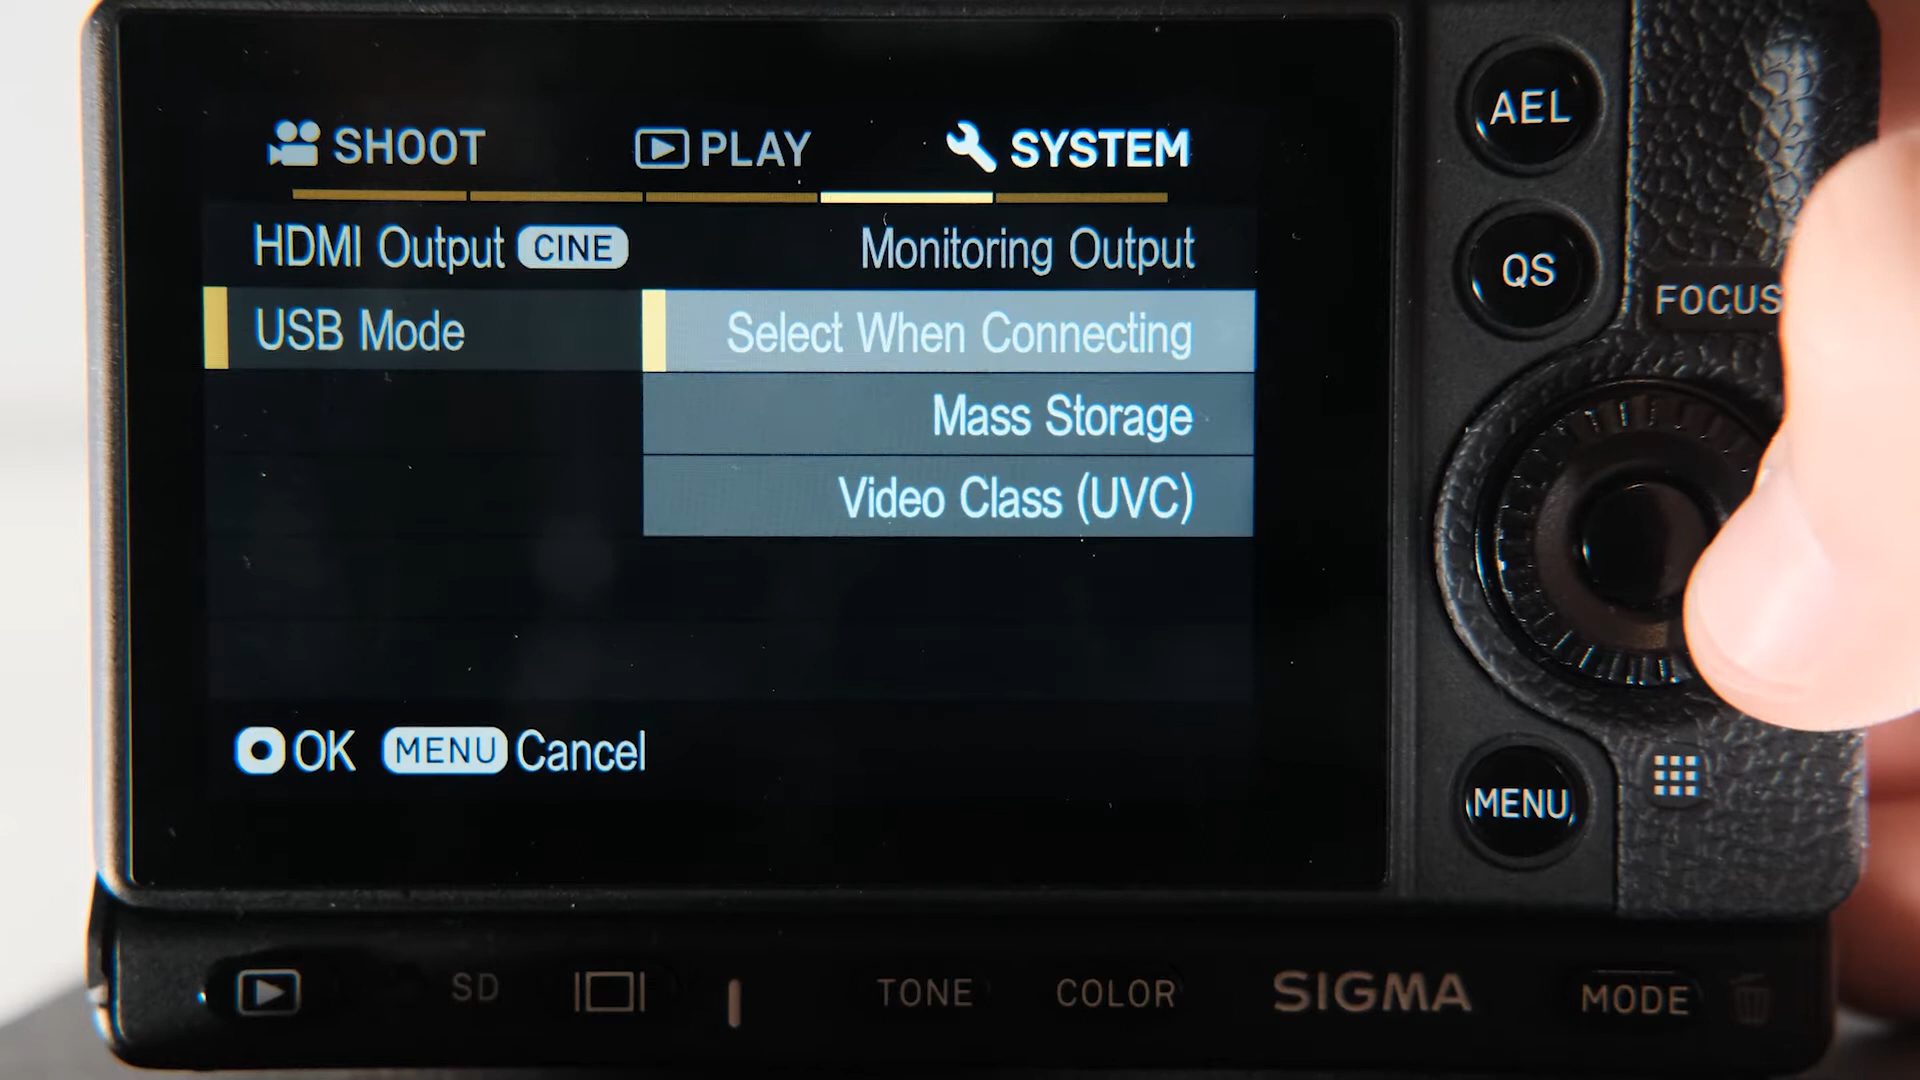 SHOOT PLAY SYSTEM
HDMI Output CINE Monitoring Output
USB Mode Select When Connecting
Mass Storage
Video Class (UVC)
OK MENU Cancel
AEL
QS
FOCUS
MENU
SD TONE COLOR SIGMA MODE